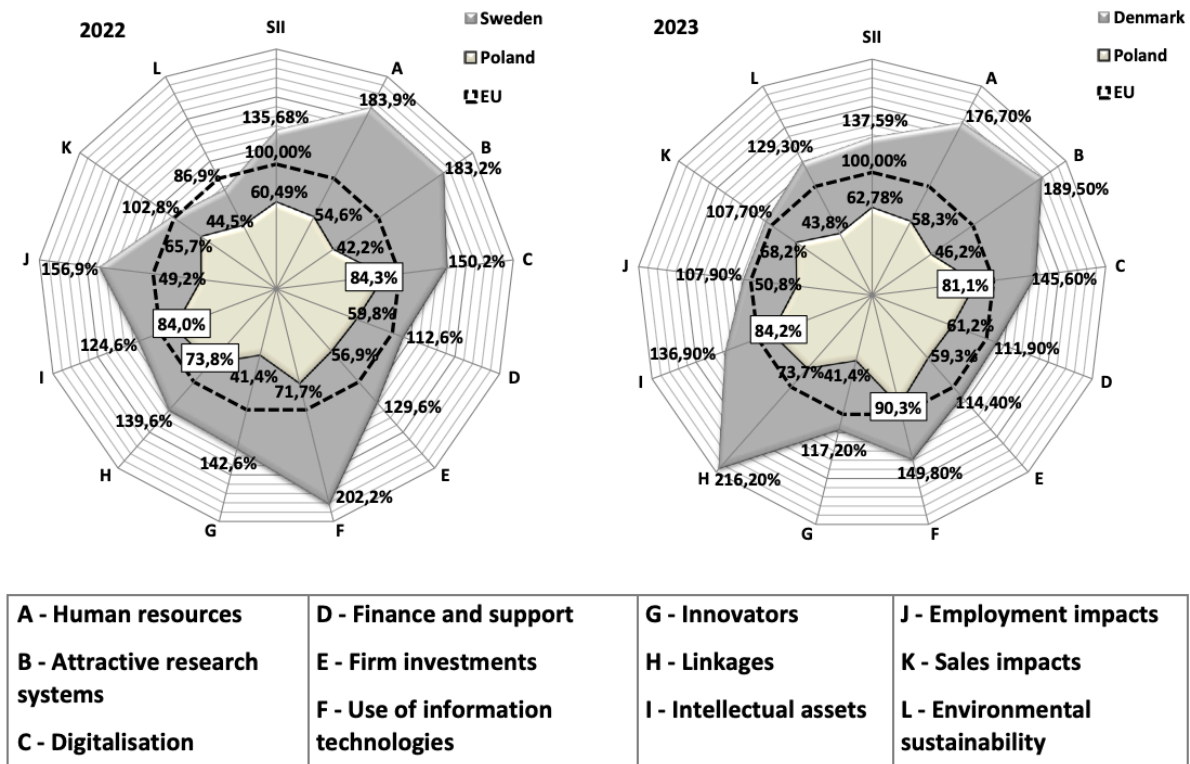 2022
SII
Sweden
Poland
EU
L
A
183,9%
135,68%
K
100,00%
B
183,2%
86,9%
60,49%
102,8%
44,5%
54,6%
65,7%
42,2%
J
156,9%
49,2%
84,3%
150,2%
C
84,0%
59,8%
124,6%
73,8%
56,9%
112,6%
I
41,4%
71,7%
D
139,6%
129,6%
H
142,6%
E
202,2%
G
F
2023
SII
Denmark
Poland
EU
L
A
176,70%
137,59%
129,30%
K
100,00%
B
189,50%
107,70%
62,78%
43,8%
58,3%
68,2%
46,2%
J
107,90%
50,8%
81,1%
145,60%
C
84,2%
61,2%
136,90%
59,3%
111,90%
I
73,7%
41,4%
D
90,3%
114,40%
117,20%
149,80%
H
216,20%
E
G
F
A - Human resources
B - Attractive research
systems
C - Digitalisation
D - Finance and support
E - Firm investments
F - Use of information
technologies
G - Innovators
H - Linkages
I - Intellectual assets
J - Employment impacts
K - Sales impacts
L - Environmental
sustainability